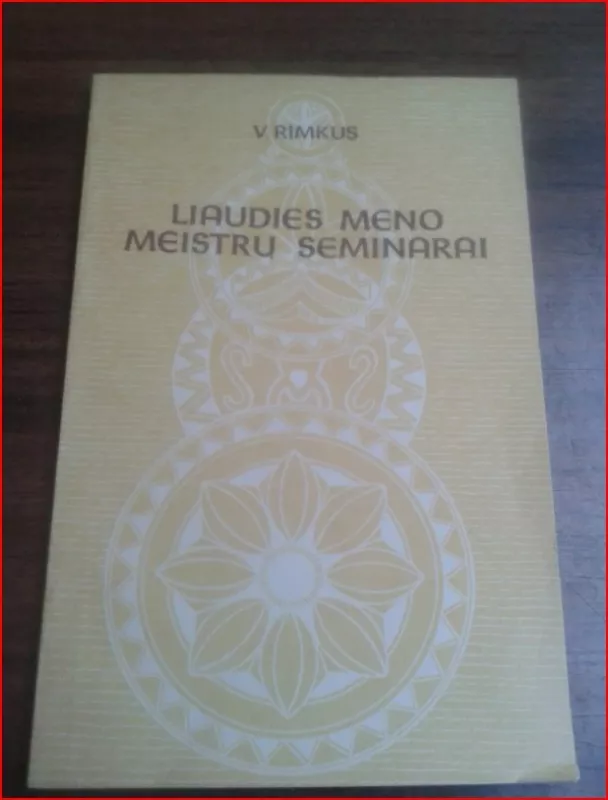 V. RIMKUS
LIAUDIES MENO
MEISTRŲ SEMINARAI